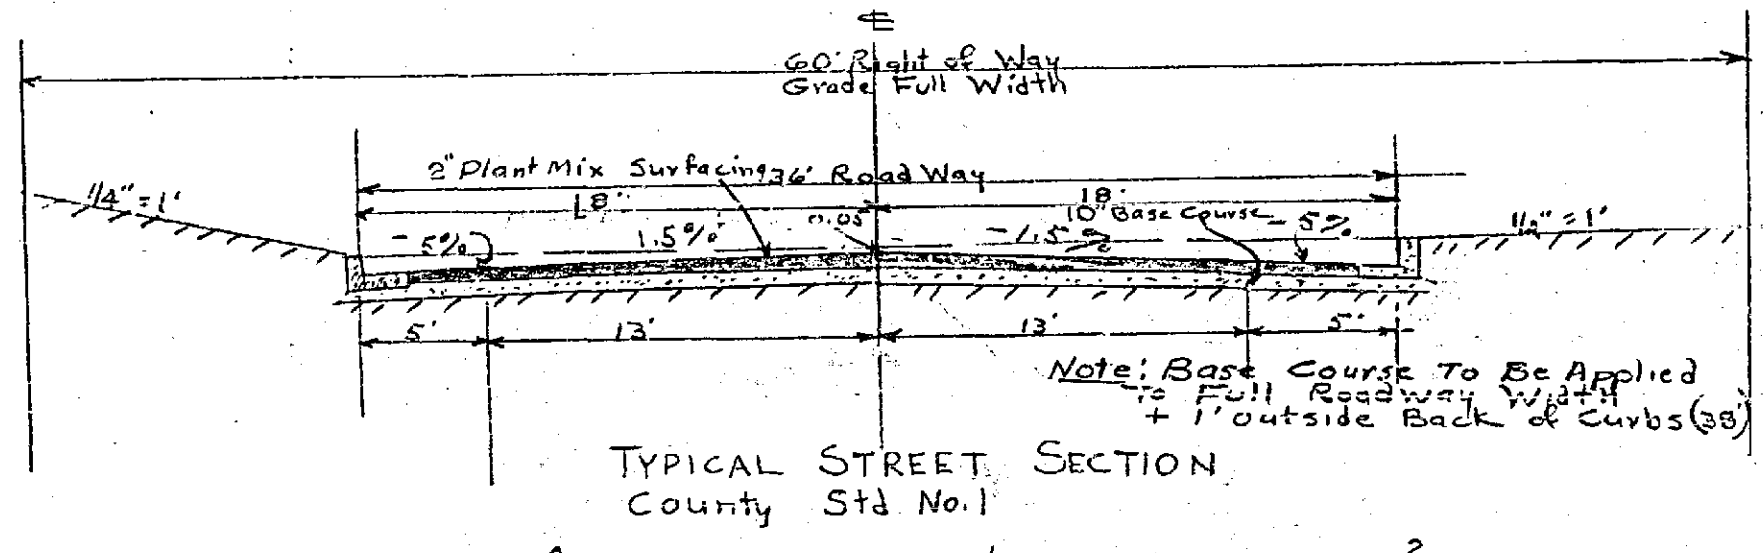 ℄
60' Right of Way
Grade Full Width
2" Plant Mix Surfacing 36' Road Way
1/4" = 1'
18'
18'
10" Base Course
0.05'
- 5%
1.5%
- 1.5%
- 5%
= 1'
5'
13'
13'
5'
Note: Base Course To Be Applied
To Full Roadway Width
+ 1' outside Back of Curbs (38')
TYPICAL STREET SECTION
County Std No. 1